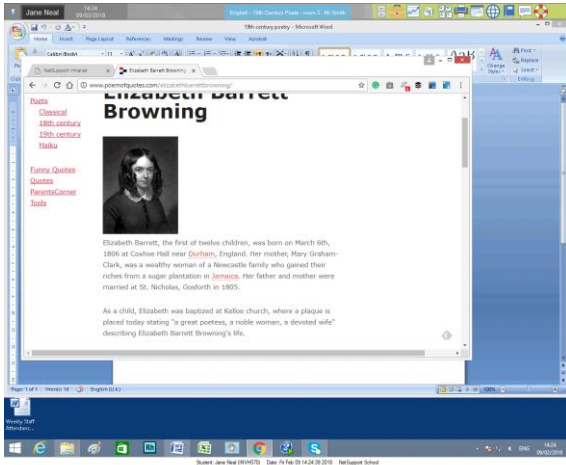 Jane Neal
14:24
09/02/2018
English - 19th Century Poets - room 3 - Mr Smith
19th century poetry - Microsoft Word
Home Insert Page Layout References Mailings Review View Acrobat
Calibri (Body) 11
Change Styles
Find
Replace
Select
Editing
NetSupport Intranet
Elizabeth Barrett Browning
www.poemofquotes.com/elizabethbarrettbrowning/
Elizabeth Barrett
Browning
Poets
Classical
18th century
19th century
Haiku
Funny Quotes
Quotes
ParentsCorner
Tools
Elizabeth Barrett, the first of twelve children, was born on March 6th,
1806 at Coxhoe Hall near Durham, England. Her mother, Mary Graham-
Clark, was a wealthy woman of a Newcastle family who gained their
riches from a sugar plantation in Jamaica. Her father and mother were
married at St. Nicholas, Gosforth in 1805.
As a child, Elizabeth was baptized at Kelloe church, where a plaque is
placed today stating "a great poetess, a noble woman, a devoted wife"
describing Elizabeth Barrett Browning's life.
Page: 1 of 1 Words: 16 English (U.K.) 100%
Weekly Staff
Attendanc...
ENG
14:24
09/02/2018
Student: Jane Neal Date: Fri Feb 09 14:24:39 2018 NetSupport School